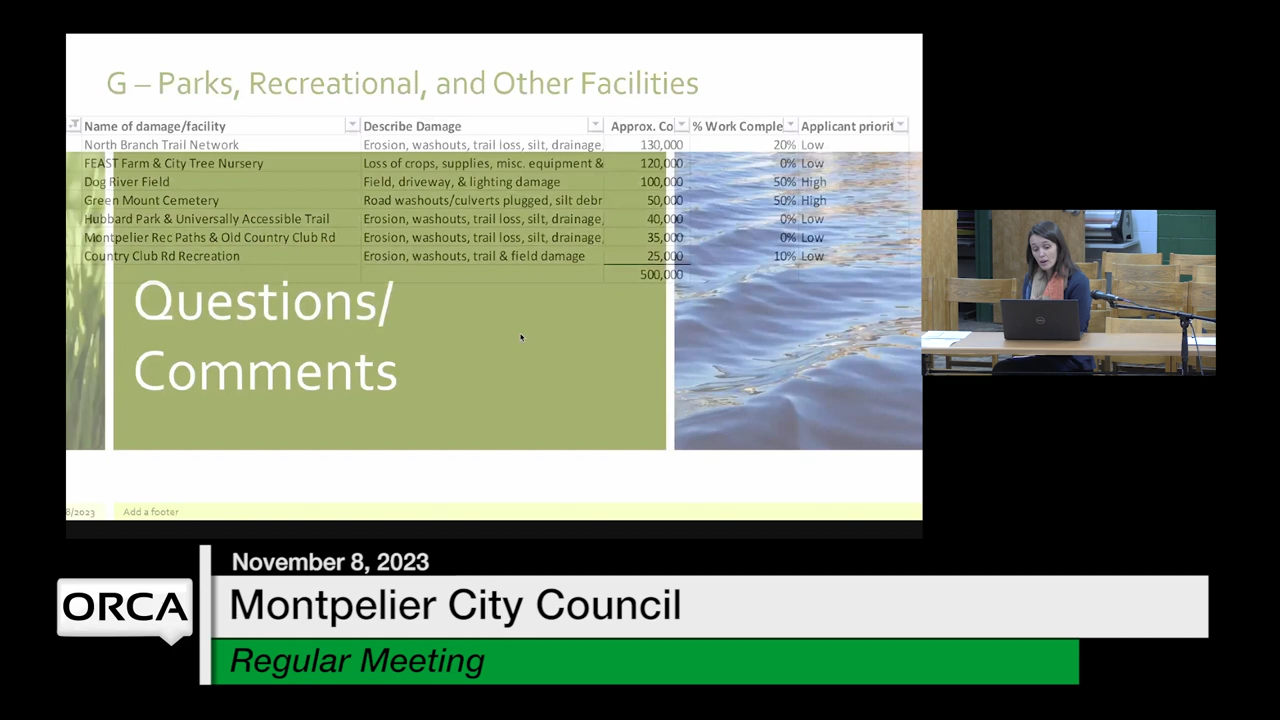 G – Parks, Recreational, and Other Facilities
Name of damage/facility Describe Damage Approx. Co % Work Comple Applicant priorit
North Branch Trail Network Erosion, washouts, trail loss, silt, drainage, 130,000 20% Low
FEAST Farm & City Tree Nursery Loss of crops, supplies, misc. equipment & 120,000 0% Low
Dog River Field Field, driveway, & lighting damage 100,000 50% High
Green Mount Cemetery Road washouts/culverts plugged, silt debr 50,000 50% High
Hubbard Park & Universally Accessible Trail Erosion, washouts, trail loss, silt, drainage, 40,000 0% Low
Montpelier Rec Paths & Old Country Club Rd Erosion, washouts, trail loss, silt, drainage, 35,000 0% Low
Country Club Rd Recreation Erosion, washouts, trail & field damage 25,000 10% Low
500,000
Questions/
Comments
8/2023 Add a footer
November 8, 2023
ORCA
Montpelier City Council
Regular Meeting